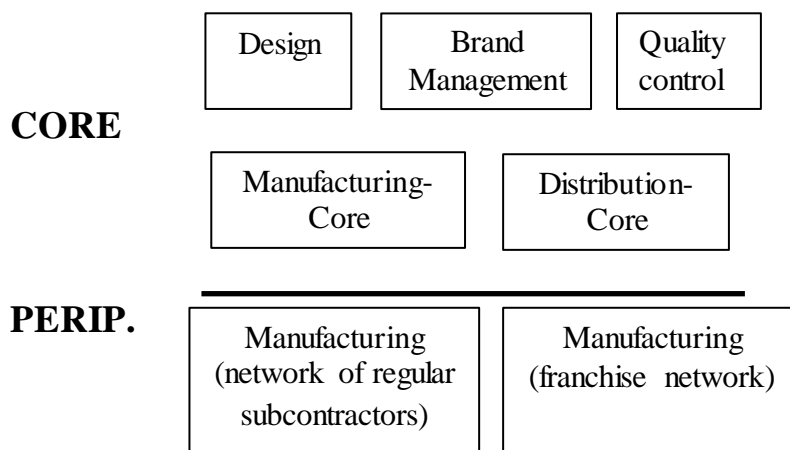 Design
Brand
Management
Quality
control
CORE
Manufacturing-
Core
Distribution-
Core
PERIP.
Manufacturing
(network of regular
subcontractors)
Manufacturing
(franchise network)